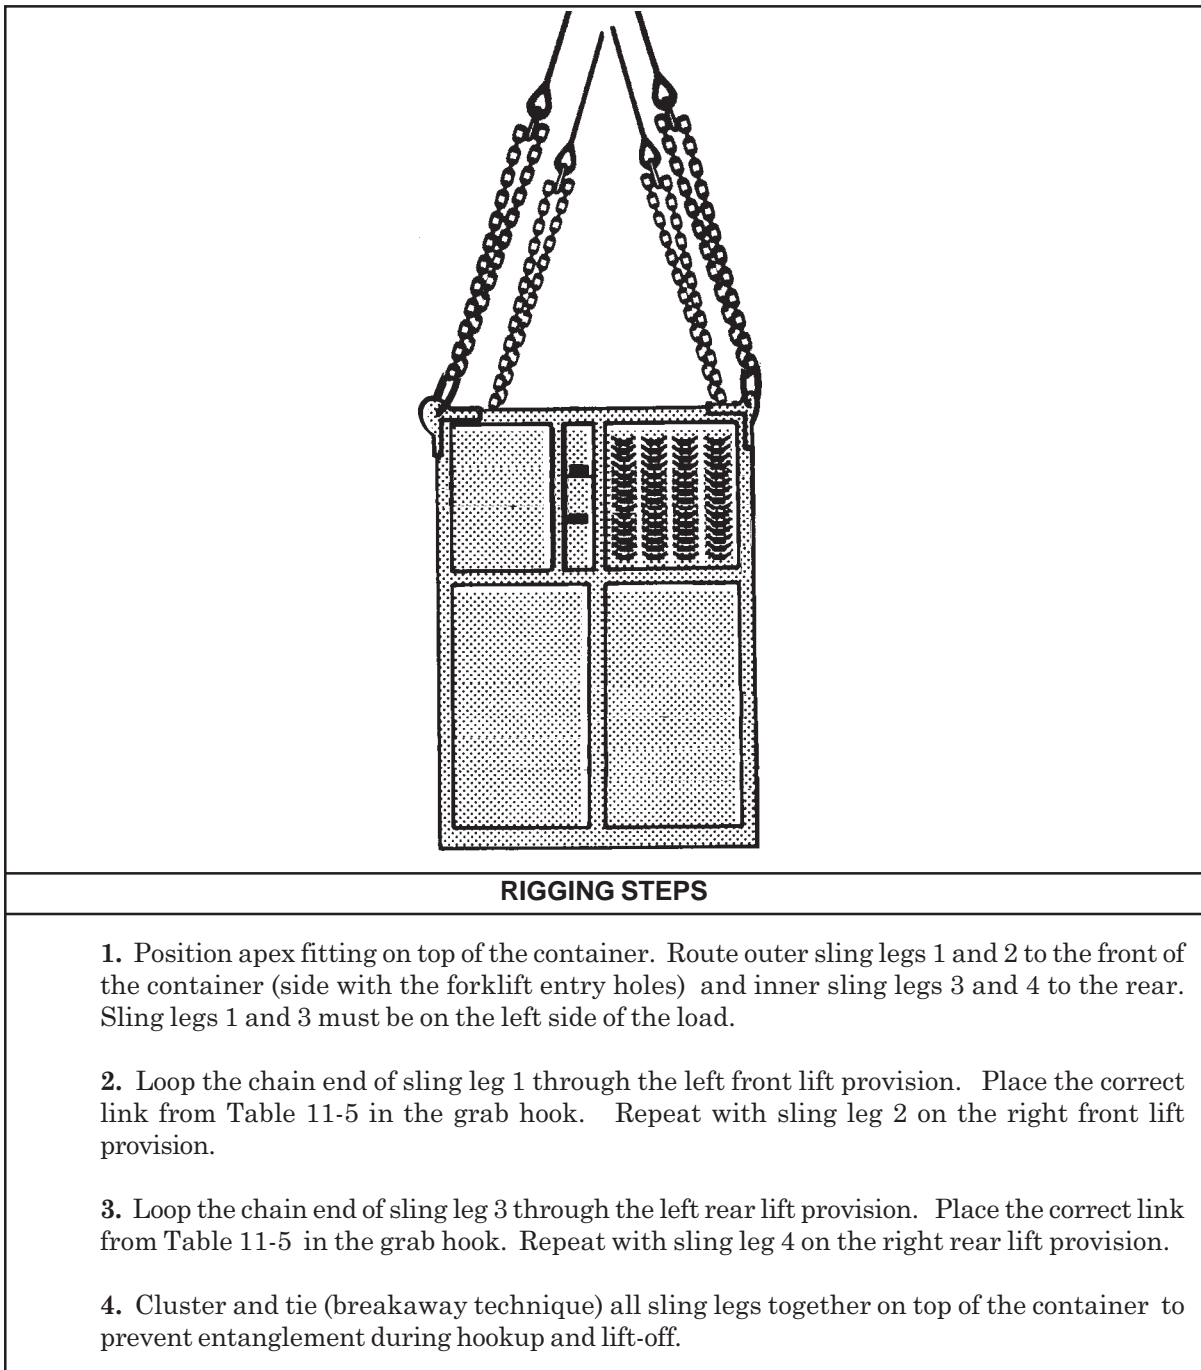 RIGGING STEPS
1. Position apex fitting on top of the container. Route outer sling legs 1 and 2 to the front of
the container (side with the forklift entry holes) and inner sling legs 3 and 4 to the rear.
Sling legs 1 and 3 must be on the left side of the load.
2. Loop the chain end of sling leg 1 through the left front lift provision. Place the correct
link from Table 11-5 in the grab hook. Repeat with sling leg 2 on the right front lift
provision.
3. Loop the chain end of sling leg 3 through the left rear lift provision. Place the correct link
from Table 11-5 in the grab hook. Repeat with sling leg 4 on the right rear lift provision.
4. Cluster and tie (breakaway technique) all sling legs together on top of the container to
prevent entanglement during hookup and lift-off.